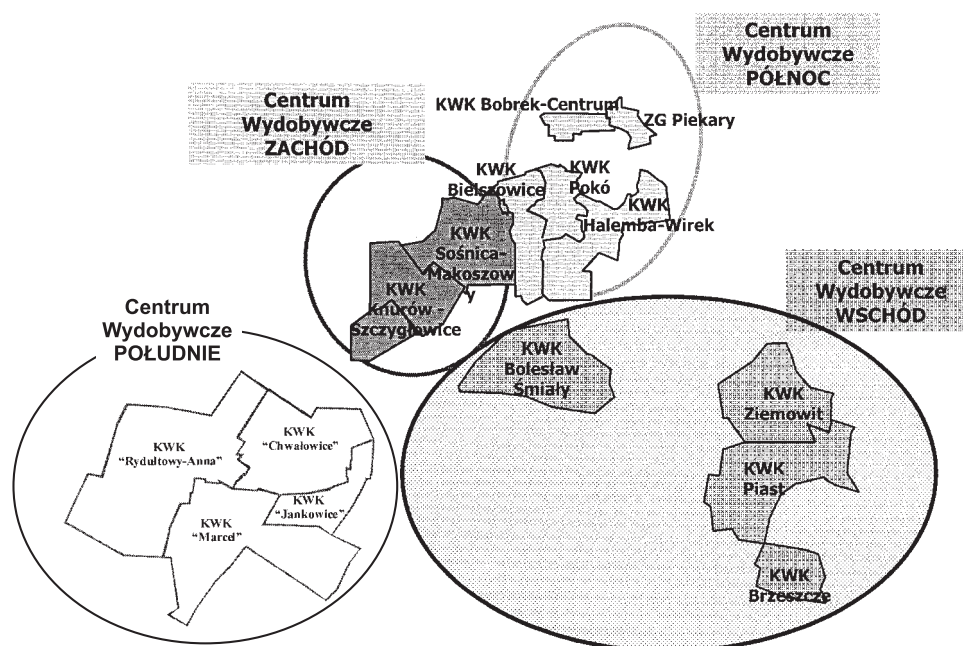 Centrum
Wydobywcze
PÓŁNOC
Centrum
Wydobywcze
ZACHÓD
KWK Bobrek-Centrum
ZG Piekary
KWK
Bielszowice
KWK
Pokó
KWK
Halemba-Wirek
KWK
Sośnica-
Makoszow
y
KWK
Knurów -
Szczygłowice
Centrum
Wydobywcze
WSCHÓD
Centrum
Wydobywcze
POŁUDNIE
KWK
Bolesław
Śmiały
KWK
Ziemowit
KWK
Piast
KWK
Brzeszcze
KWK
"Chwałowice"
KWK
"Rydułtowy-Anna"
KWK
"Jankowice"
KWK
"Marcel"